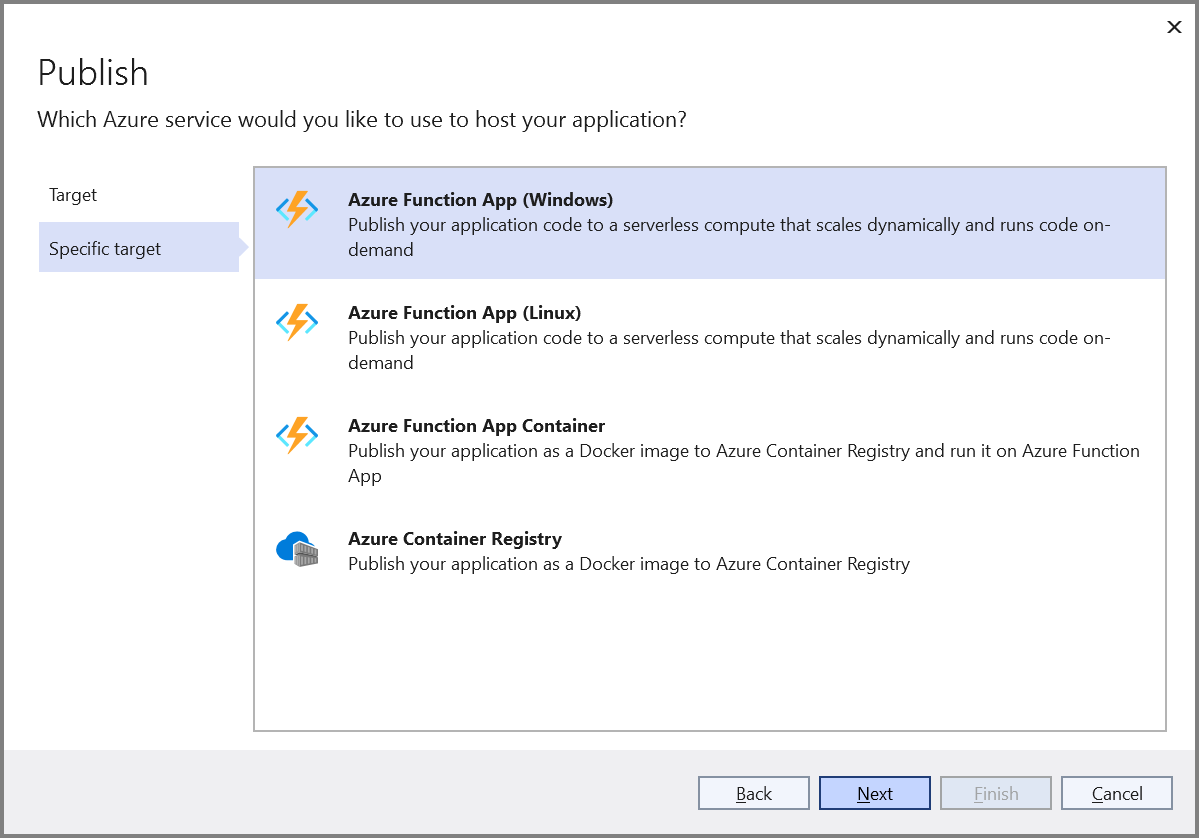 Publish
Which Azure service would you like to use to host your application?
Target
Specific target
Azure Function App (Windows)
Publish your application code to a serverless compute that scales dynamically and runs code on-
demand
Azure Function App (Linux)
Publish your application code to a serverless compute that scales dynamically and runs code on-
demand
Azure Function App Container
Publish your application as a Docker image to Azure Container Registry and run it on Azure Function
App
Azure Container Registry
Publish your application as a Docker image to Azure Container Registry
Back
Next
Finish
Cancel